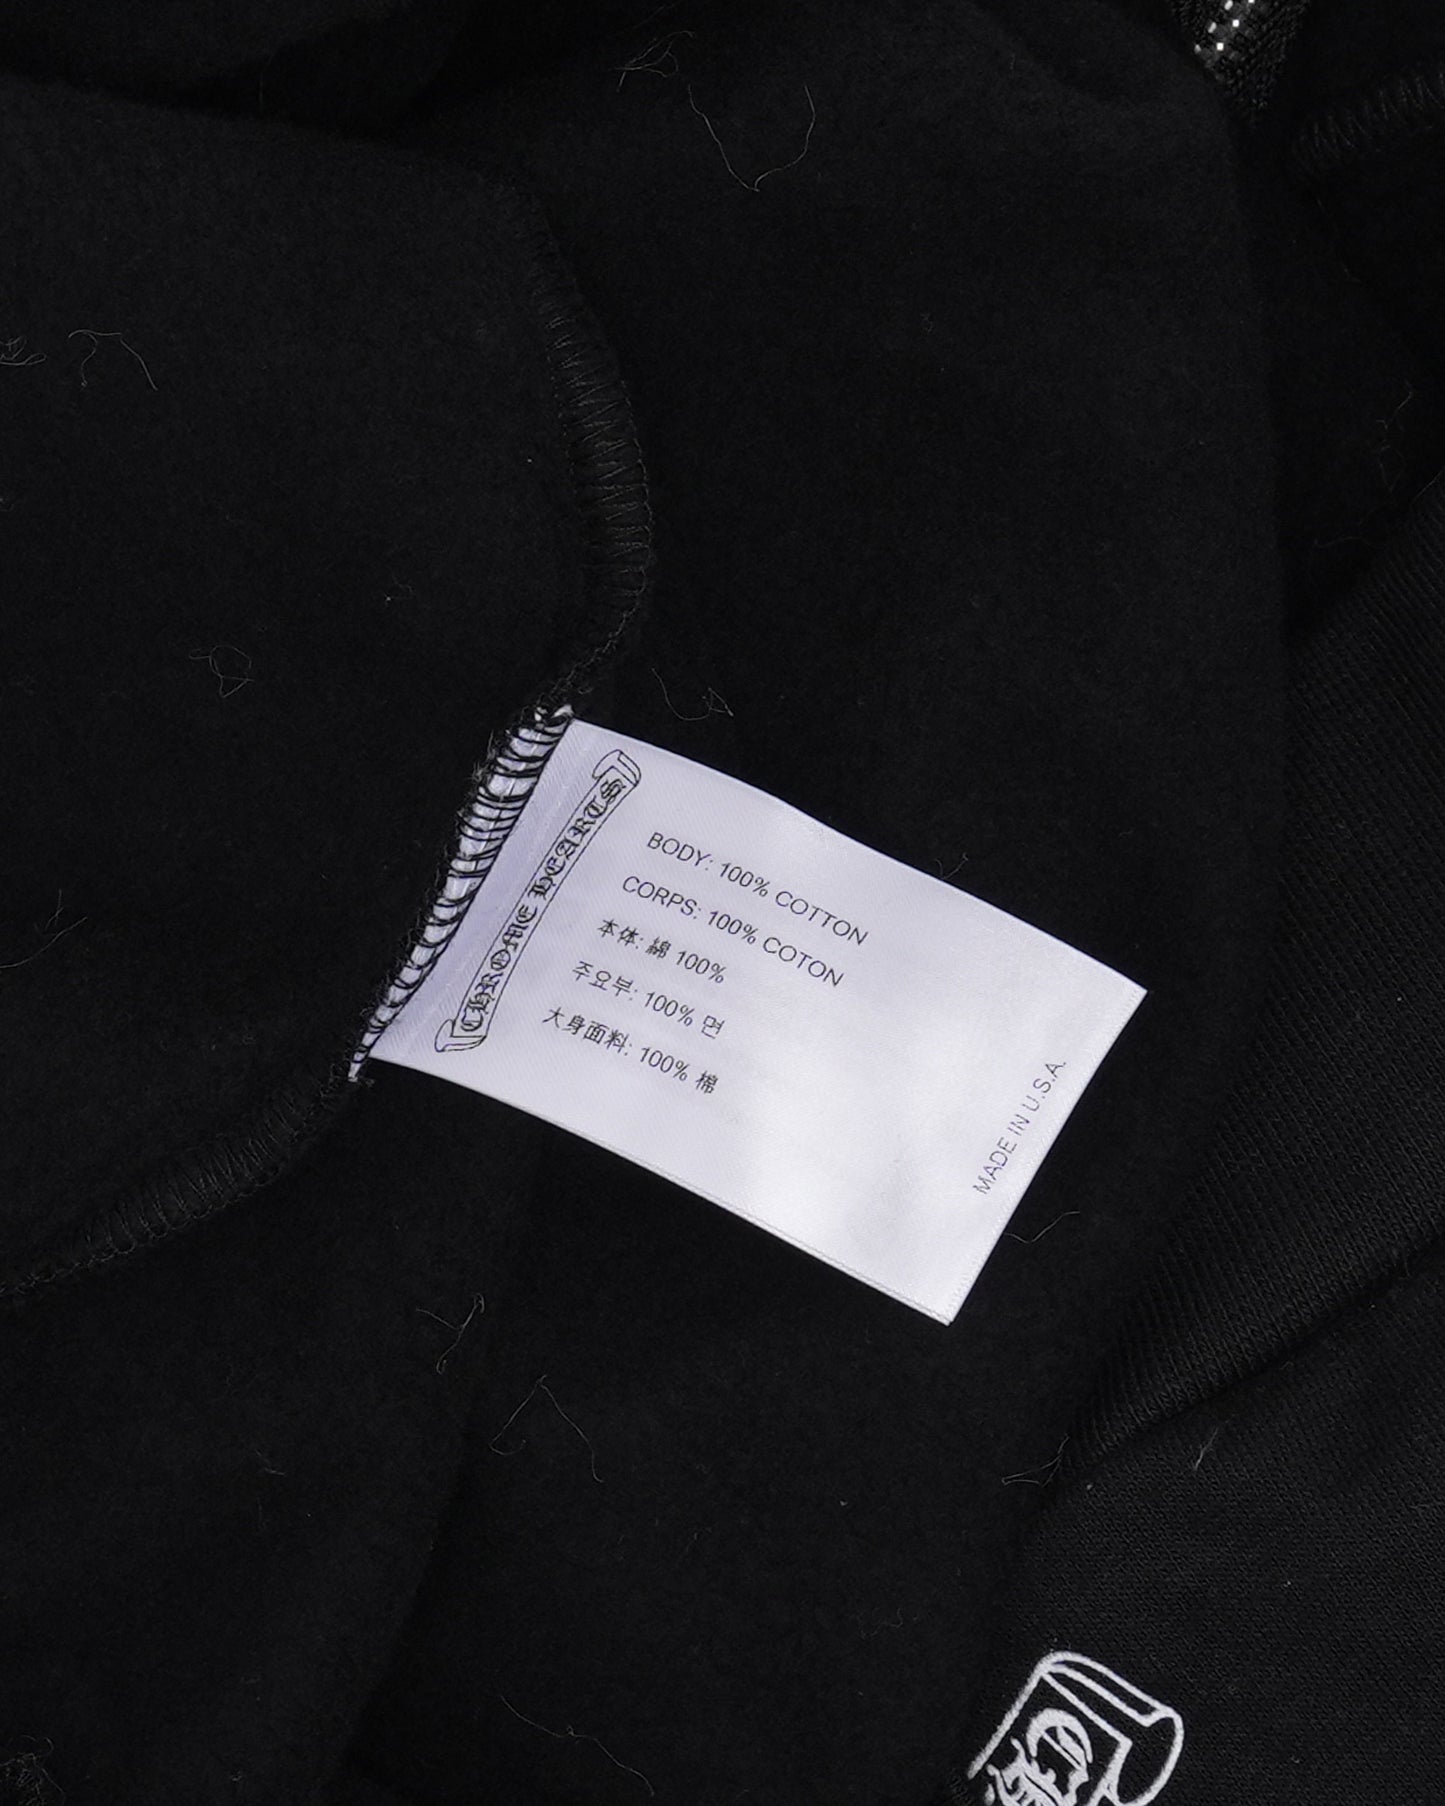 CHROME HEARTS
BODY: 100% COTTON
CORPS: 100% COTON
本体: 綿 100%
주요부: 100% 면
大身面料: 100% 棉
MADE IN U.S.A.